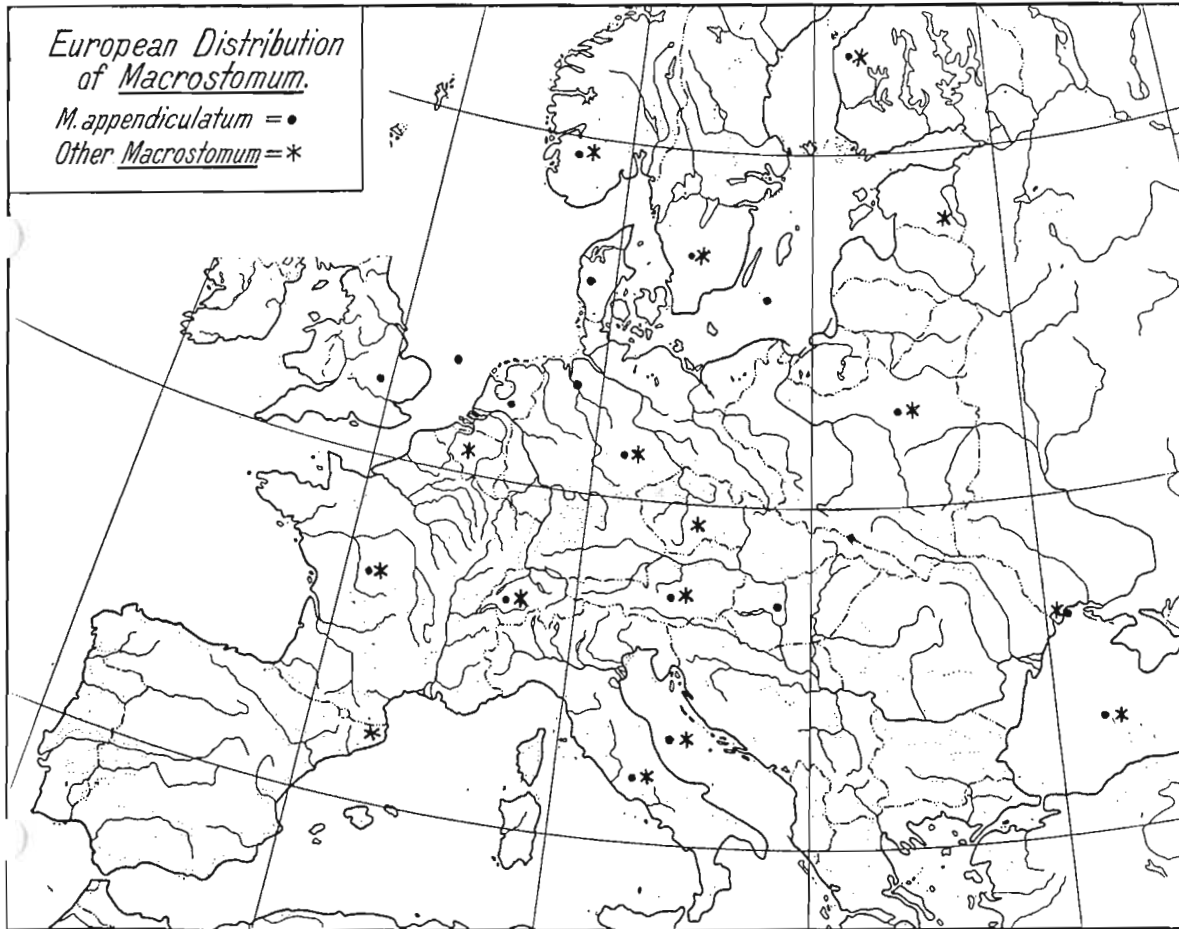 European Distribution
of Macrostomum.
M. appendiculatum = •
Other Macrostomum = *